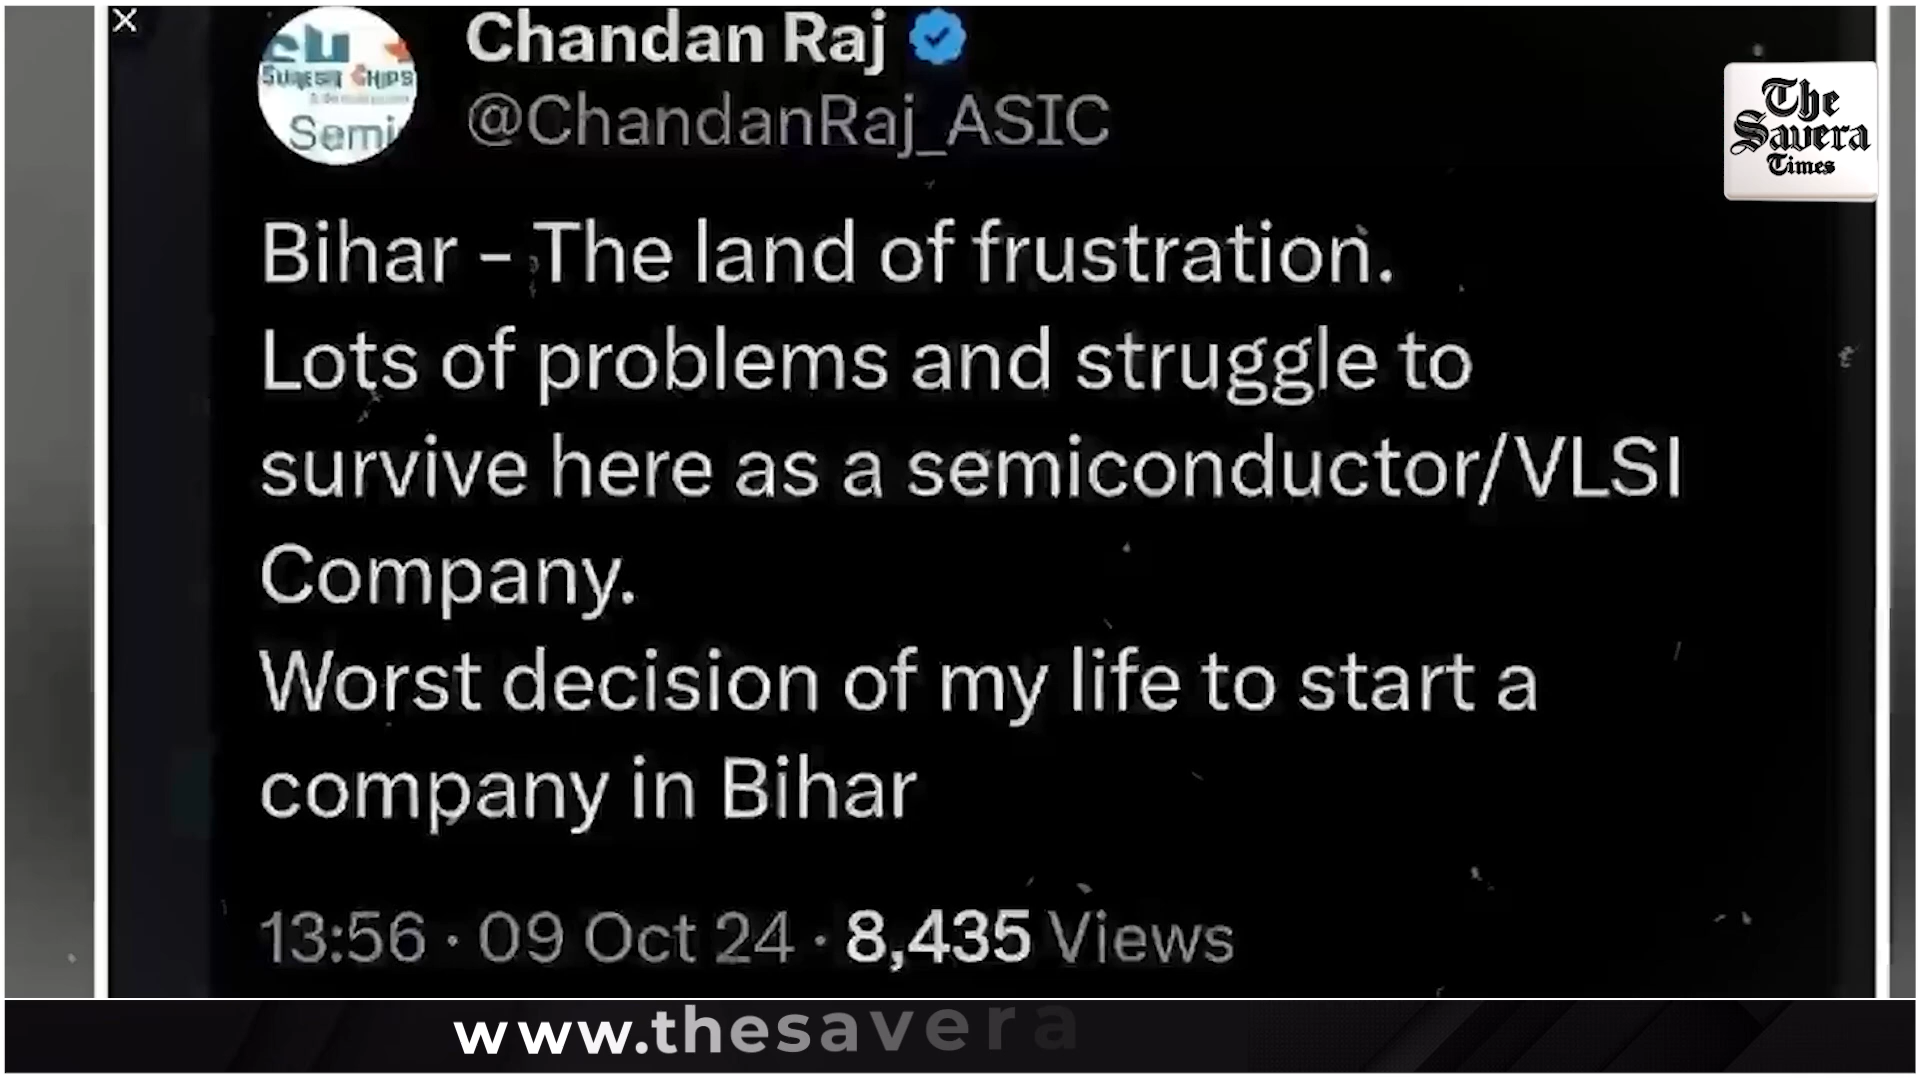 Chandan Raj
@ChandanRaj_ASIC
SURESH CHIPS
Semi
The
Savera
Times
Bihar – The land of frustration.
Lots of problems and struggle to
survive here as a semiconductor/VLSI
Company.
Worst decision of my life to start a
company in Bihar
13:56 · 09 Oct 24 · 8,435 Views
www.thesavera